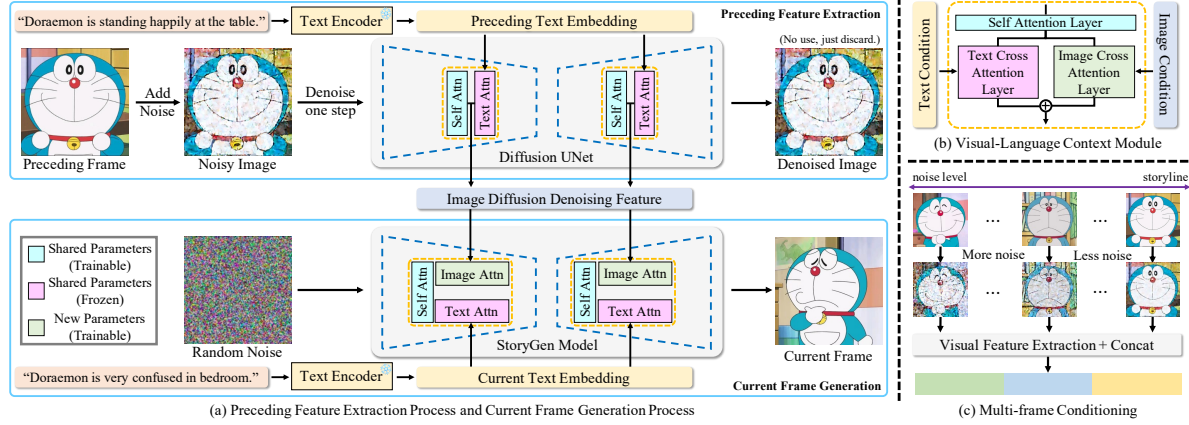 “Doraemon is standing happily at the table.”
Text Encoder
Preceding Text Embedding
Preceding Feature Extraction
(No use, just discard.)
Add
Noise
Denoise
one step
Self Attn
Text Attn
Self Attn
Text Attn
Preceding Frame
Noisy Image
Diffusion UNet
Denoised Image
Image Diffusion Denoising Feature
Shared Parameters
(Trainable)
Shared Parameters
(Frozen)
New Parameters
(Trainable)
Self Attn
Image Attn
Text Attn
Self Attn
Image Attn
Text Attn
Random Noise
StoryGen Model
Current Frame
“Doraemon is very confused in bedroom.”
Text Encoder
Current Text Embedding
Current Frame Generation
(a) Preceding Feature Extraction Process and Current Frame Generation Process
Text Condition
Self Attention Layer
Text Cross
Attention
Layer
Image Cross
Attention
Layer
Image Condition
(b) Visual-Language Context Module
noise level
storyline
...
...
More noise
Less noise
...
...
Visual Feature Extraction + Concat
(c) Multi-frame Conditioning